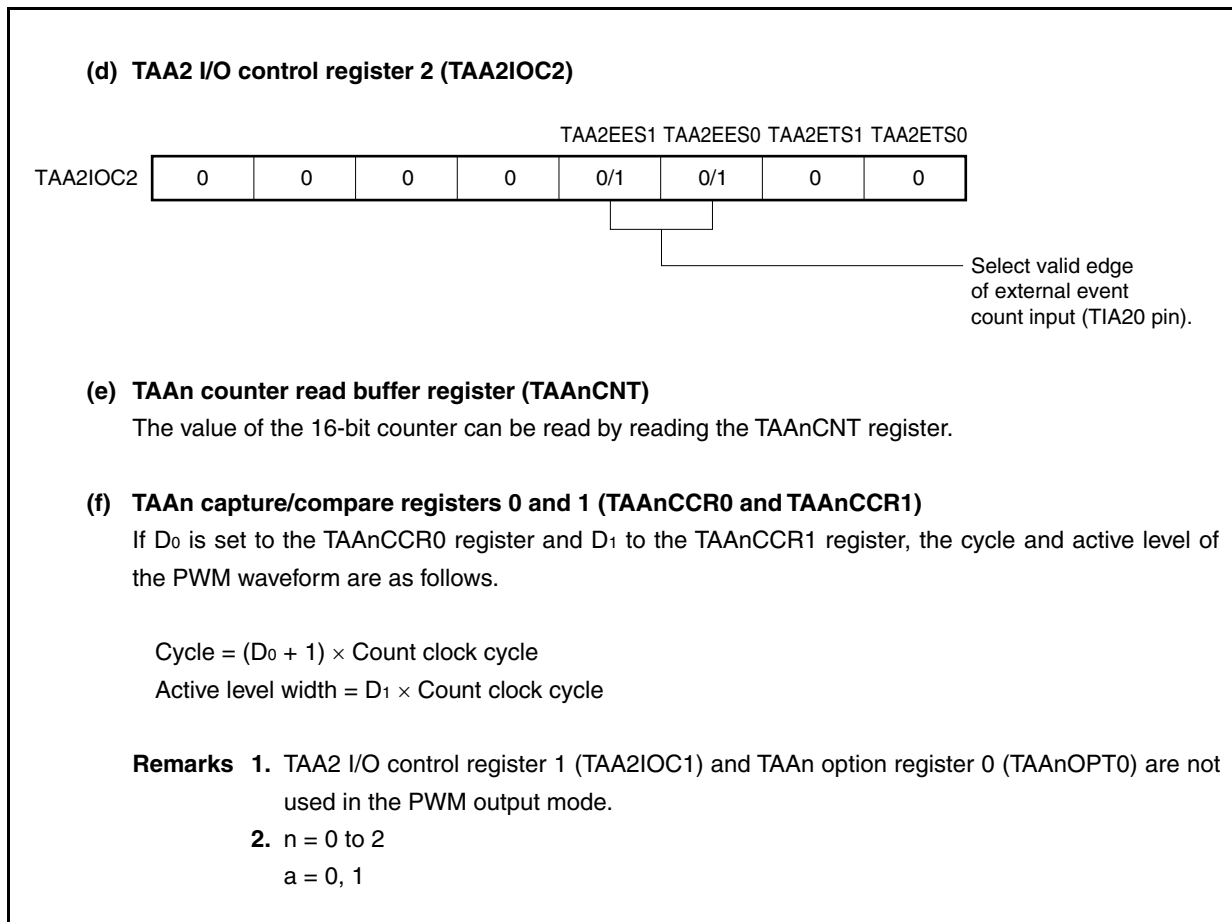 (d) TAA2 I/O control register 2 (TAA2IOC2)
TAA2EES1 TAA2EES0 TAA2ETS1 TAA2ETS0
TAA2IOC2 0 0 0 0 0/1 0/1 0 0
Select valid edge
of external event
count input (TIA20 pin).
(e) TAAn counter read buffer register (TAAnCNT)
The value of the 16-bit counter can be read by reading the TAAnCNT register.
(f) TAAn capture/compare registers 0 and 1 (TAAnCCR0 and TAAnCCR1)
If D0 is set to the TAAnCCR0 register and D1 to the TAAnCCR1 register, the cycle and active level of
the PWM waveform are as follows.
Cycle = (D0 + 1) × Count clock cycle
Active level width = D1 × Count clock cycle
Remarks 1. TAA2 I/O control register 1 (TAA2IOC1) and TAAn option register 0 (TAAnOPT0) are not
used in the PWM output mode.
2. n = 0 to 2
a = 0, 1